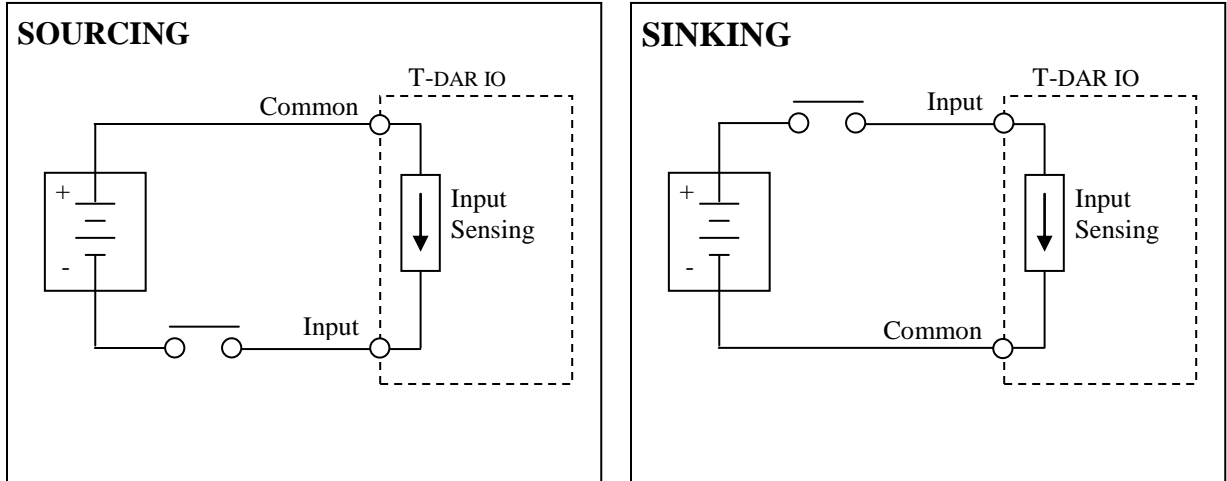 SOURCING
T-DAR IO
Common
+
-
Input
Sensing
Input
SINKING
T-DAR IO
Input
+
-
Input
Sensing
Common